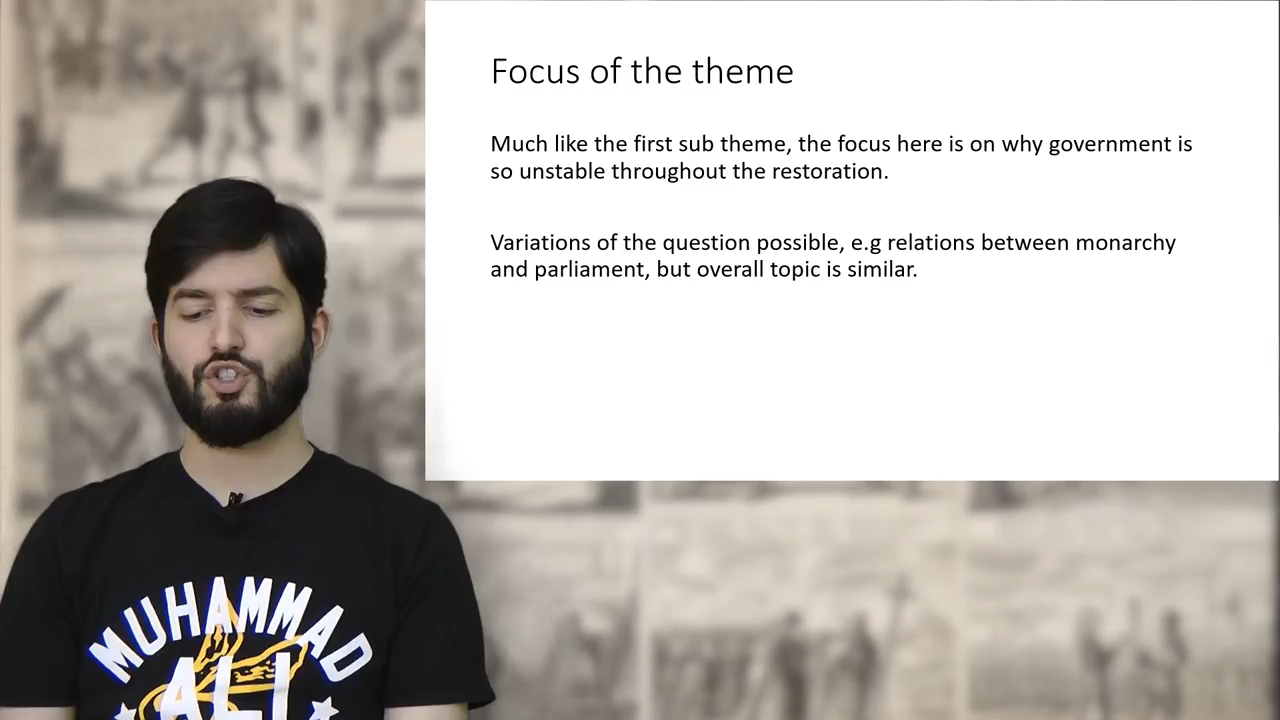 Focus of the theme
Much like the first sub theme, the focus here is on why government is
so unstable throughout the restoration.
Variations of the question possible, e.g relations between monarchy
and parliament, but overall topic is similar.
MUHAMMAD
ALI